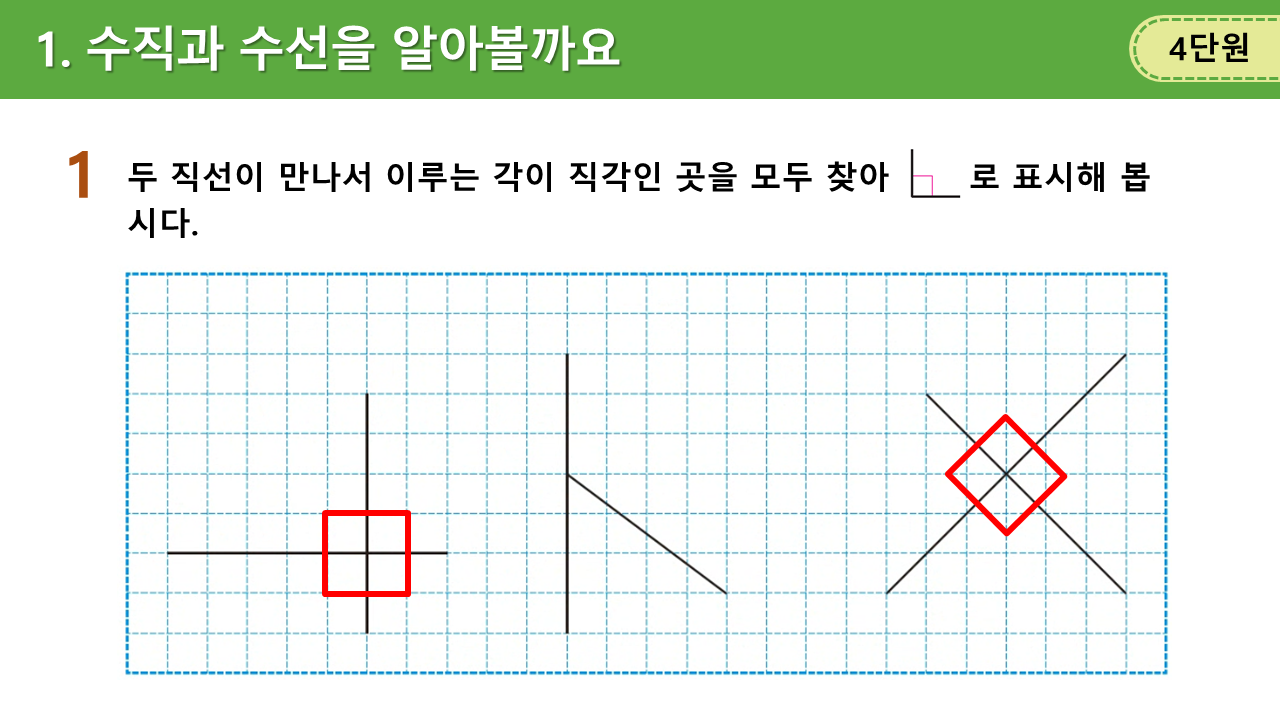 1. 수직과 수선을 알아볼까요
4단원
1
두 직선이 만나서 이루는 각이 직각인 곳을 모두 찾아 로 표시해 봅
시다.